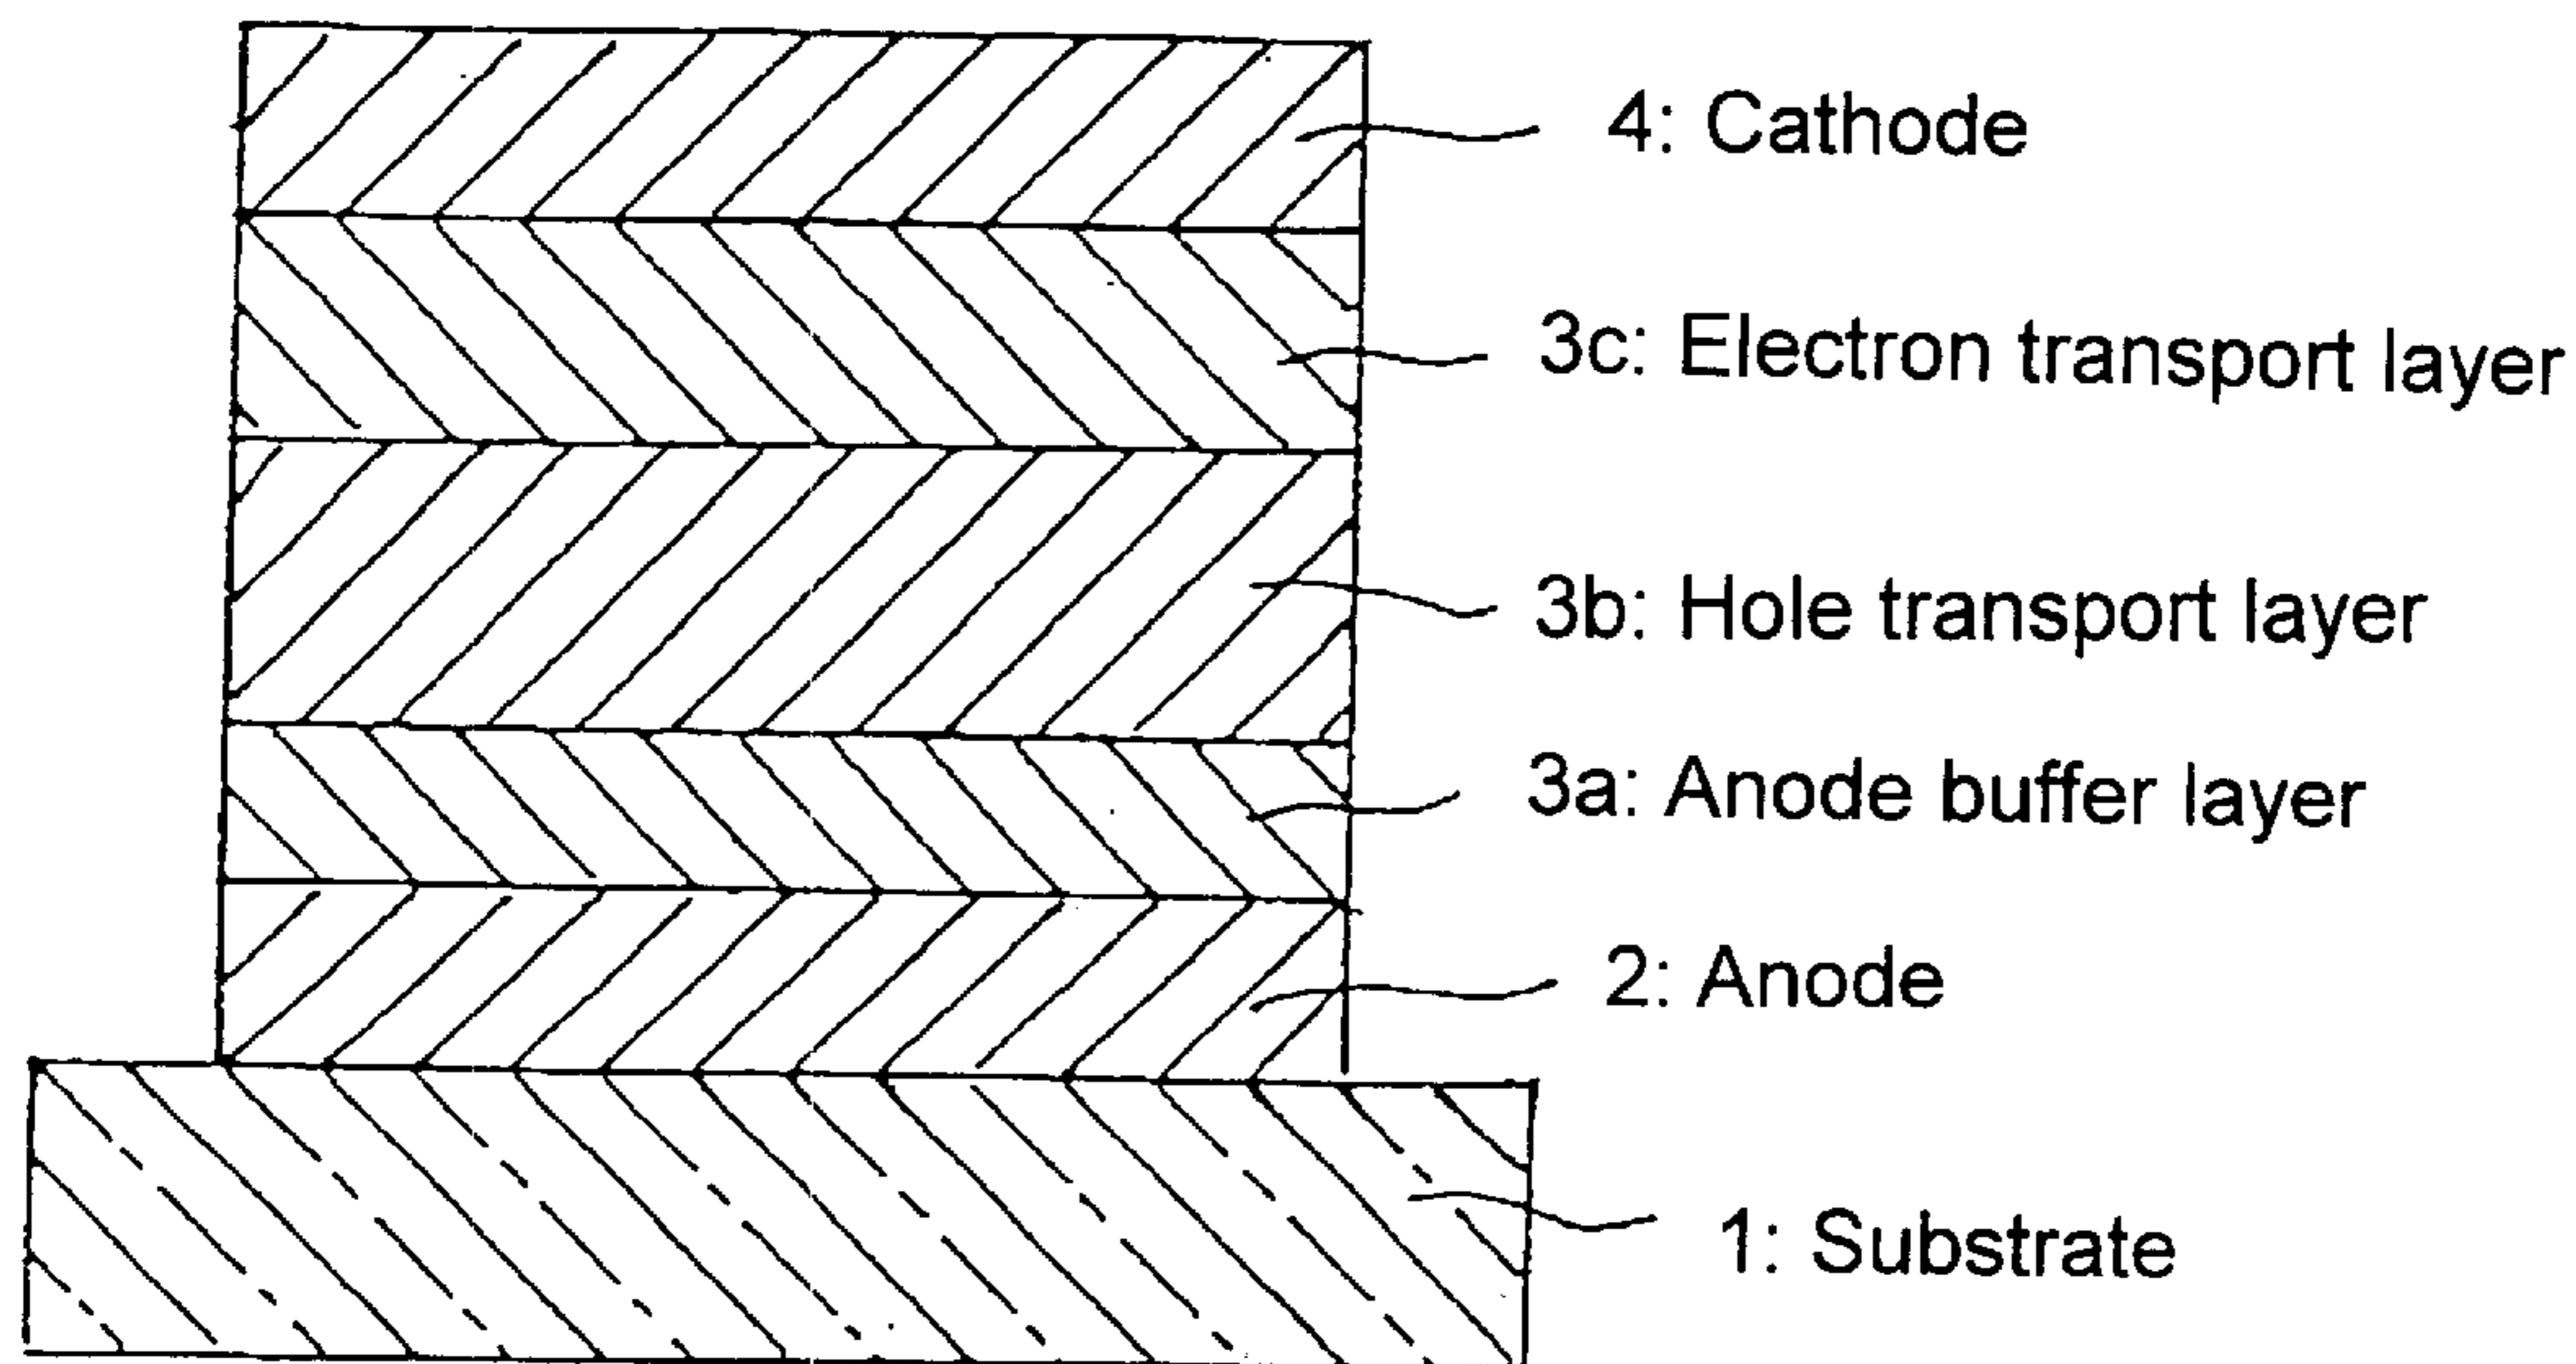 4: Cathode
3c: Electron transport layer
3b: Hole transport layer
3a: Anode buffer layer
2: Anode
1: Substrate